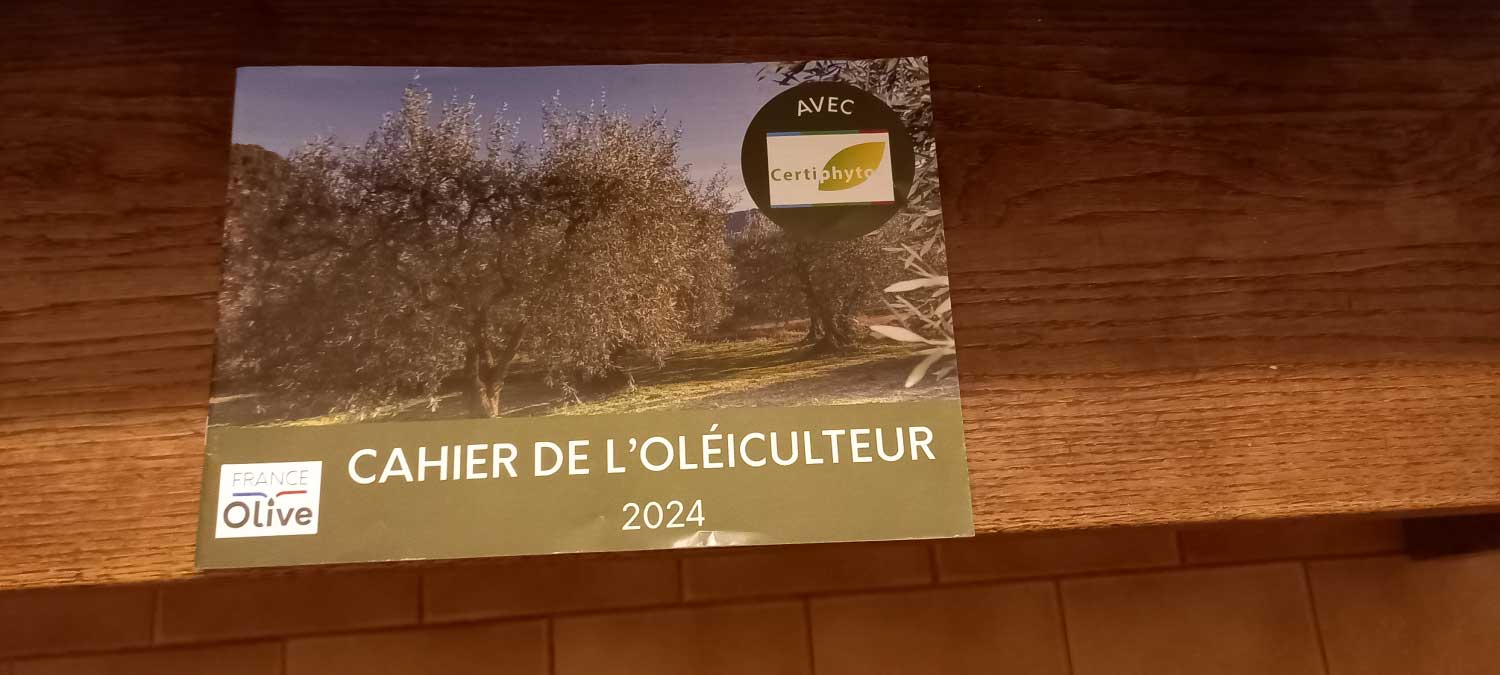 AVEC
Certiphyto
CAHIER DE L'OLÉICULTEUR
2024
FRANCE
Olive